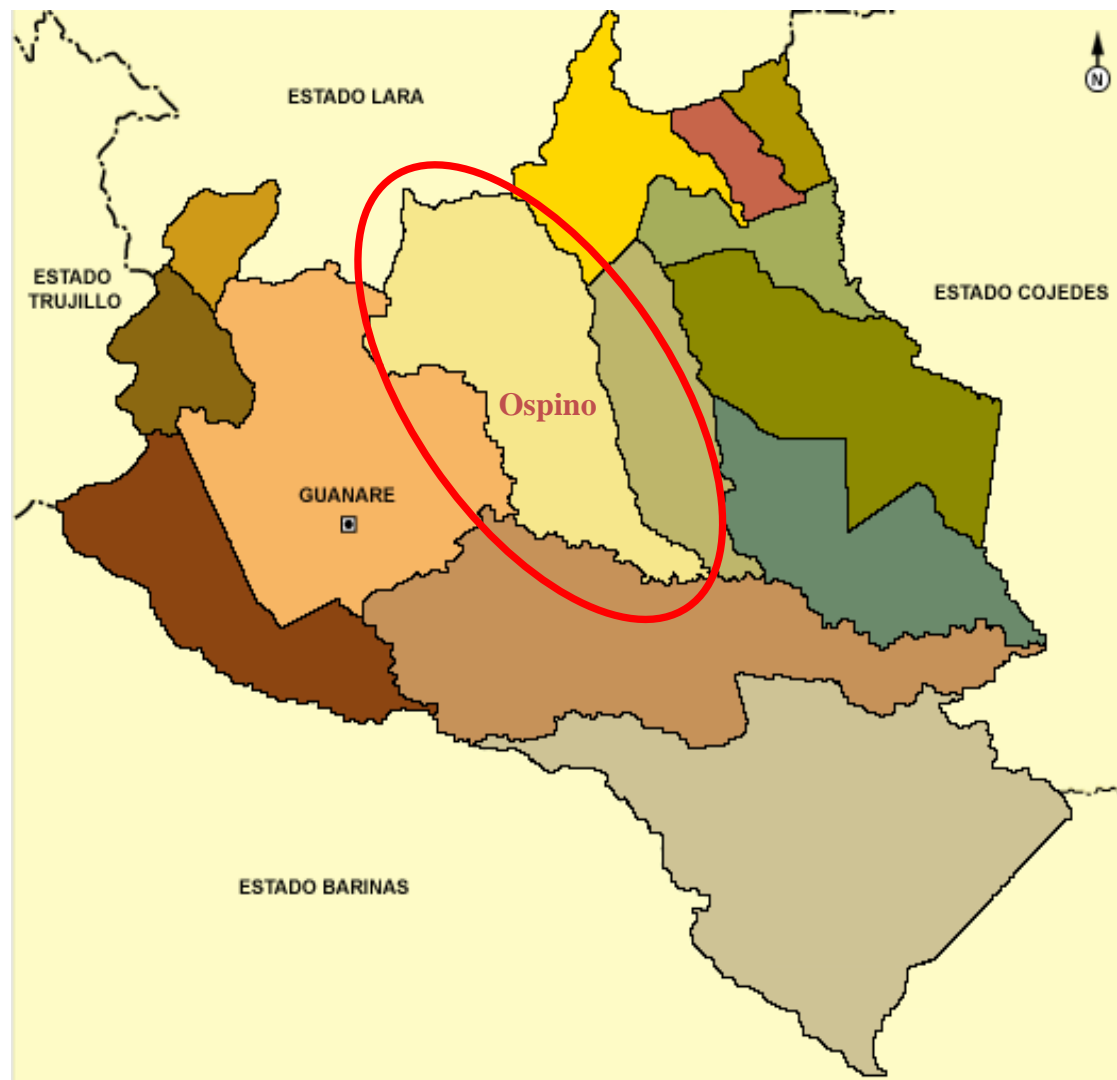 N
ESTADO LARA
ESTADO
TRUJILLO
ESTADO COJEDES
Ospino
GUANARE
ESTADO BARINAS